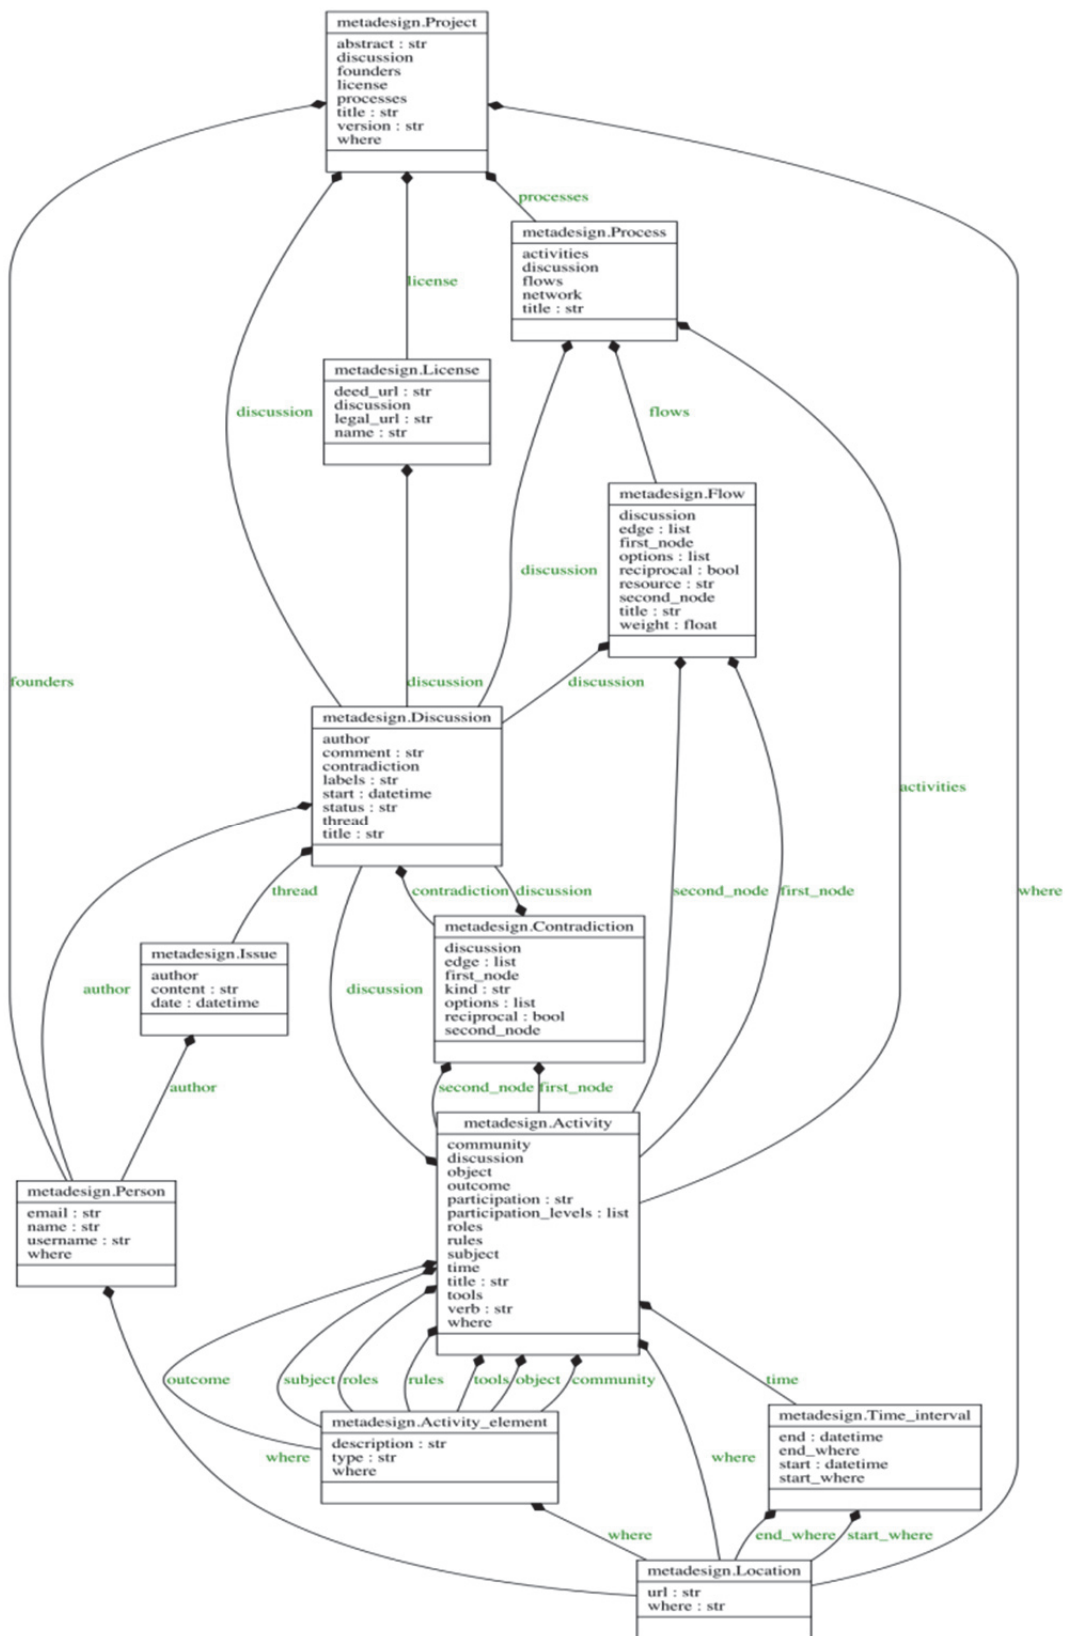 metadesign.Project
abstract : str
discussion
founders
license
processes
title : str
version : str
where
processes
metadesign.Process
activities
discussion
flows
network
title : str
license
metadesign.License
deed_url : str
discussion
legal_url : str
name : str
discussion
flows
metadesign.Flow
discussion
edge : list
first_node
options : list
reciprocal : bool
resource : str
second_node
title : str
weight : float
discussion
founders
discussion
discussion
metadesign.Discussion
author
comment : str
contradiction
labels : str
start : datetime
status : str
thread
title : str
activities
thread
contradiction
discussion
second_node
first_node
where
metadesign.Contradiction
discussion
edge : list
first_node
kind : str
options : list
reciprocal : bool
second_node
metadesign.Issue
author
content : str
date : datetime
author
discussion
author
second_node
first_node
metadesign.Activity
community
discussion
object
outcome
participation : str
participation_levels : list
roles
rules
subject
time
title : str
tools
verb : str
where
metadesign.Person
email : str
name : str
username : str
where
outcome
subject
roles
rules
tools
object
community
time
metadesign.Activity_element
description : str
type : str
where
metadesign.Time_interval
end : datetime
end_where
start : datetime
start_where
where
where
where
end_where
start_where
metadesign.Location
url : str
where : str